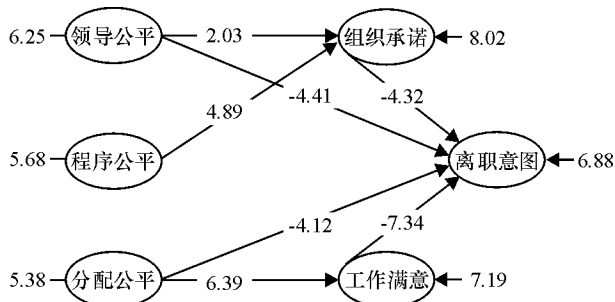 6.25 领导公平 2.03 组织承诺 8.02
-4.41 -4.32
4.89
5.68 程序公平 离职意图 6.88
-4.12 -7.34
5.38 分配公平 6.39 工作满意 7.19